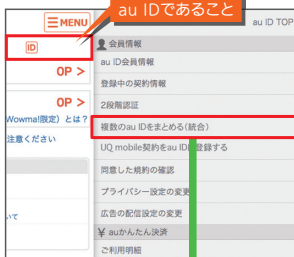 au IDであること
au ID TOP
MENU
ID
0P >
0P >
Wowma!限定）とは？
注意ください
いて
会員情報
au ID会員情報
登録中の契約情報
2段階認証
複数のau IDをまとめる(統合)
UQ mobile契約をau IDに登録する
同意した規約の確認
プライバシー設定の変更
広告の配信設定の変更
¥ auかんたん決済
ご利用明細